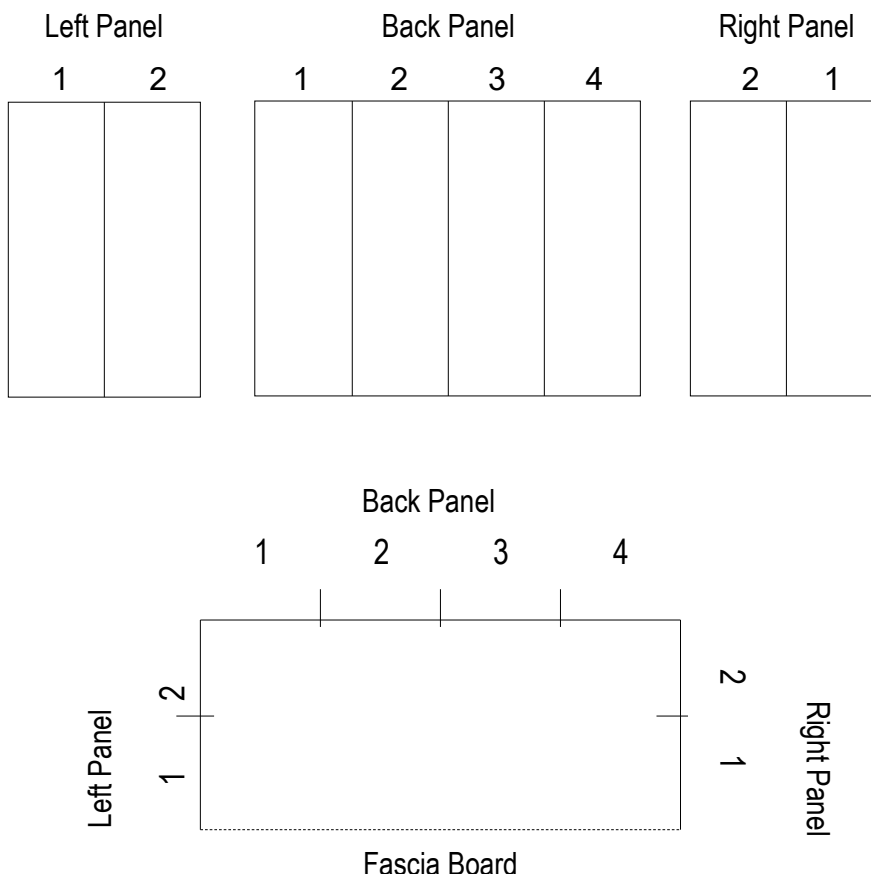 Left Panel Back Panel Right Panel
1 2 1 2 3 4 2 1
Back Panel
1 2 3 4
2 2
Left Panel Right Panel
1 1
Fascia Board